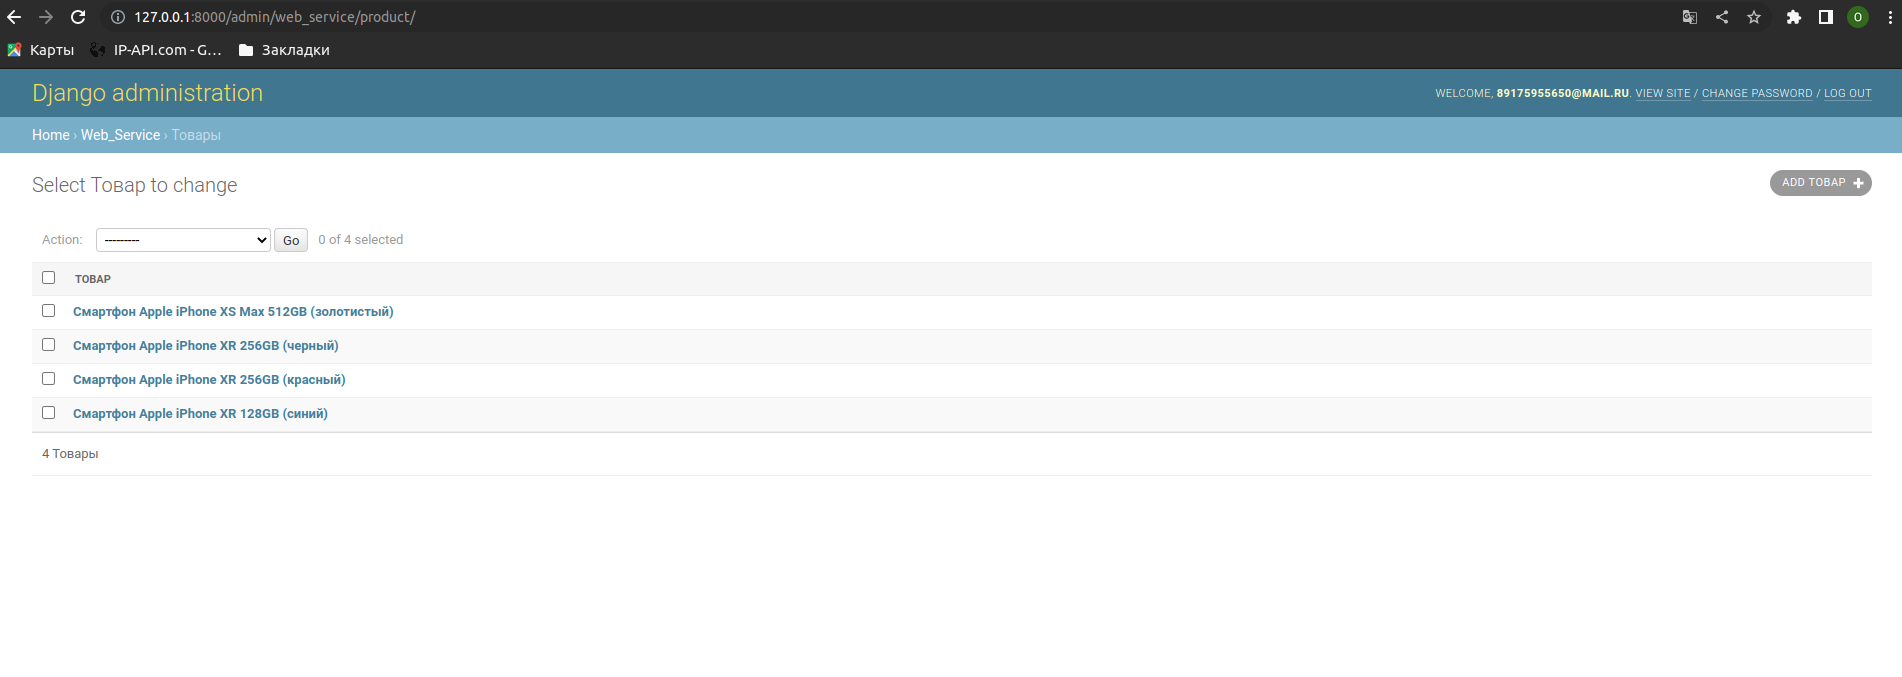 127.0.0.1:8000/admin/web_service/product/
O
Карты IP-API.com - G... Закладки
Django administration
WELCOME, 89175955650@MAIL.RU. VIEW SITE / CHANGE PASSWORD / LOG OUT
Home › Web_Service › Товары
Select Товар to change
ADD ТОВАР +
Action: --------- Go 0 of 4 selected
ТОВАР
Смартфон Apple iPhone XS Max 512GB (золотистый)
Смартфон Apple iPhone XR 256GB (черный)
Смартфон Apple iPhone XR 256GB (красный)
Смартфон Apple iPhone XR 128GB (синий)
4 Товары